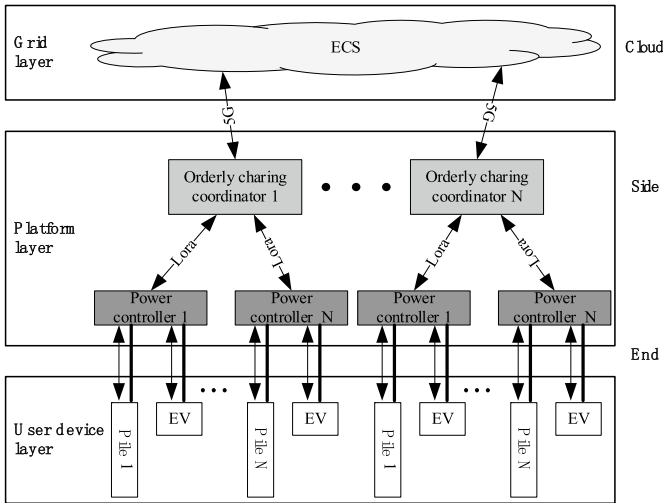 Grid
layer
ECS
Cloud
5G
5G
Orderly charing
coordinator 1
Orderly charing
coordinator N
Side
Platform
layer
Lora
Lora
Lora
Lora
Power
controller 1
Power
controller N
Power
controller 1
Power
controller N
End
User device
layer
Pile 1
EV
Pile N
EV
Pile 1
EV
Pile N
EV